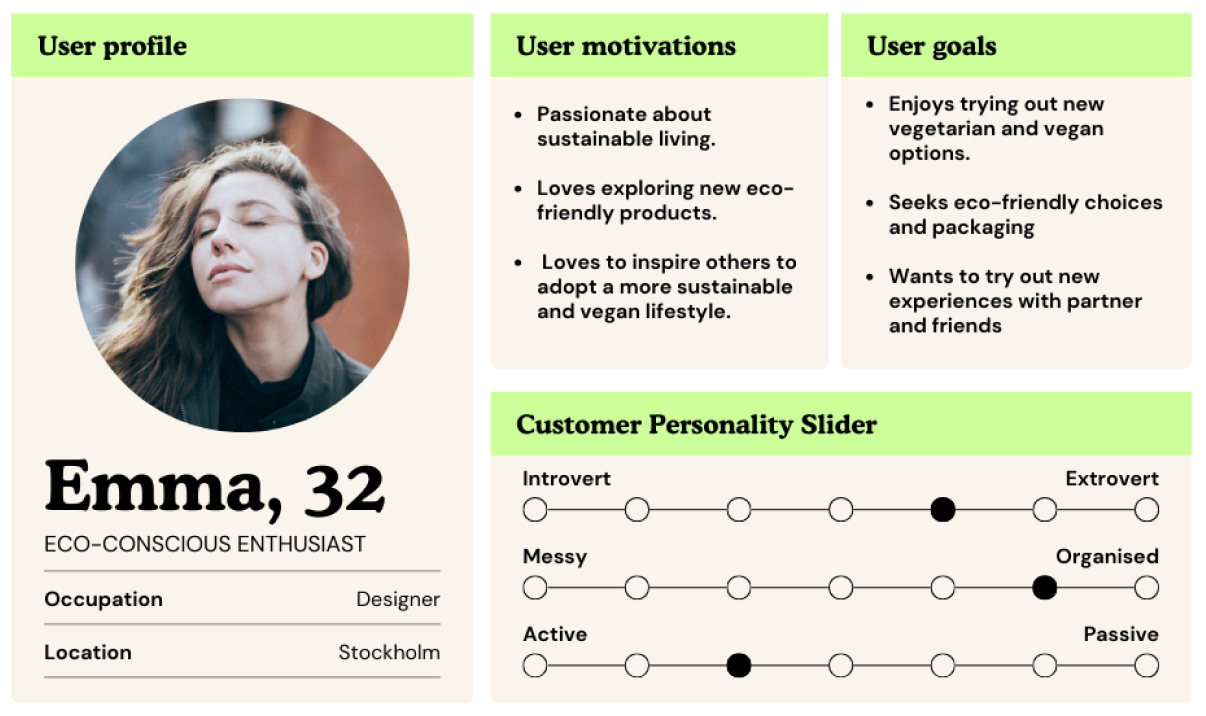 User profile
Emma, 32
ECO-CONSCIOUS ENTHUSIAST
Occupation Designer
Location Stockholm
User motivations
• Passionate about
sustainable living.
• Loves exploring new eco-
friendly products.
• Loves to inspire others to
adopt a more sustainable
and vegan lifestyle.
User goals
• Enjoys trying out new
vegetarian and vegan
options.
• Seeks eco-friendly choices
and packaging
• Wants to try out new
experiences with partner
and friends
Customer Personality Slider
Introvert Extrovert
Messy Organised
Active Passive